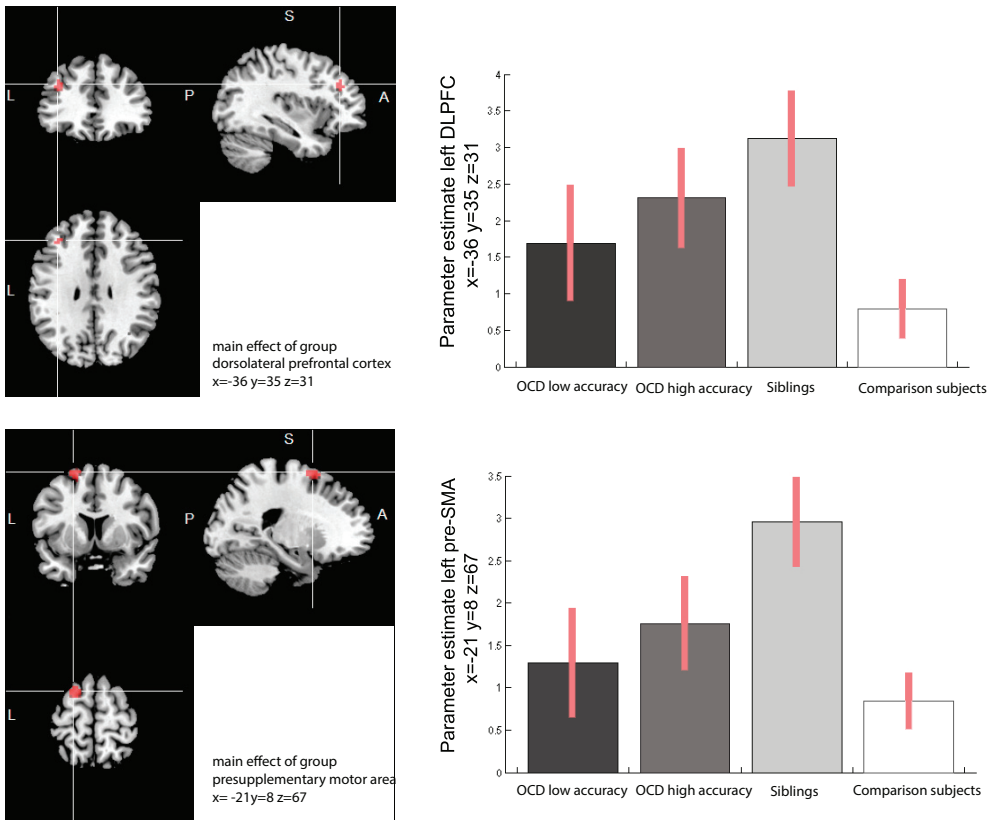 S
L
P
A
L
main effect of group
dorsolateral prefrontal cortex
x=-36 y=35 z=31
Parameter estimate left DLPFC
x=-36 y=35 z=31
4
3.5
3
2.5
2
1.5
1
0.5
0
OCD low accuracy
OCD high accuracy
Siblings
Comparison subjects
S
L
P
A
L
main effect of group
presupplementary motor area
x= -21y=8 z=67
Parameter estimate left pre-SMA
x=-21 y=8 z=67
3.5
3
2.5
2
1.5
1
0.5
0
OCD low accuracy
OCD high accuracy
Siblings
Comparison subjects